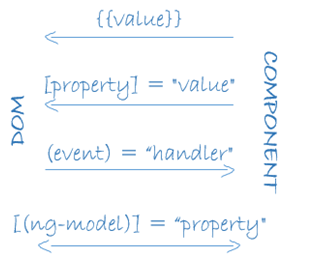 {{value}}
[property] = "value"
DOM
COMPONENT
(event) = "handler"
[(ng-model)] = "property"